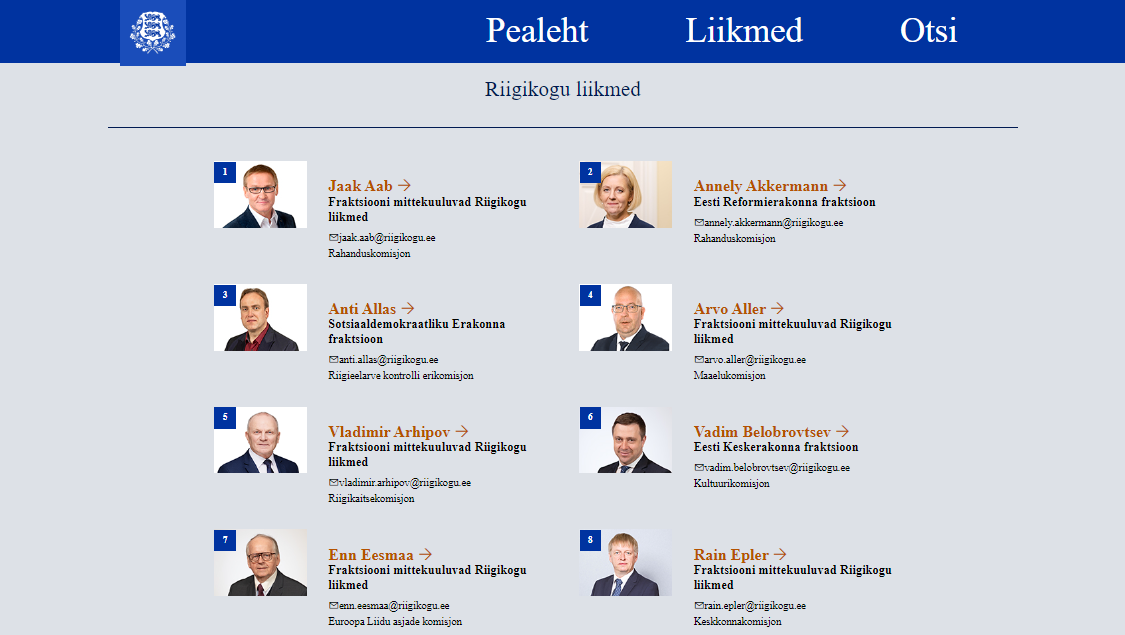 Pealeht
Liikmed
Otsi
Riigikogu liikmed
1
Jaak Aab →
Fraktsiooni mittekuuluvad Riigikogu
liikmed
jaak.aab@riigikogu.ee
Rahanduskomisjon
2
Annely Akkermann →
Eesti Reformierakonna fraktsioon
annely.akkermann@riigikogu.ee
Rahanduskomisjon
3
Anti Allas →
Sotsiaaldemokraatliku Erakonna
fraktsioon
anti.allas@riigikogu.ee
Riigieelarve kontrolli erikomisjon
4
Arvo Aller →
Fraktsiooni mittekuuluvad Riigikogu
liikmed
arvo.aller@riigikogu.ee
Maaelukomisjon
5
Vladimir Arhipov →
Fraktsiooni mittekuuluvad Riigikogu
liikmed
vladimir.arhipov@riigikogu.ee
Riigikaitsekomisjon
6
Vadim Belobrovtsev →
Eesti Keskerakonna fraktsioon
vadim.belobrovtsev@riigikogu.ee
Kultuurikomisjon
7
Enn Eesmaa →
Fraktsiooni mittekuuluvad Riigikogu
liikmed
enn.eesmaa@riigikogu.ee
Euroopa Liidu asjade komisjon
8
Rain Epler →
Fraktsiooni mittekuuluvad Riigikogu
liikmed
rain.epler@riigikogu.ee
Keskkonnakomisjon